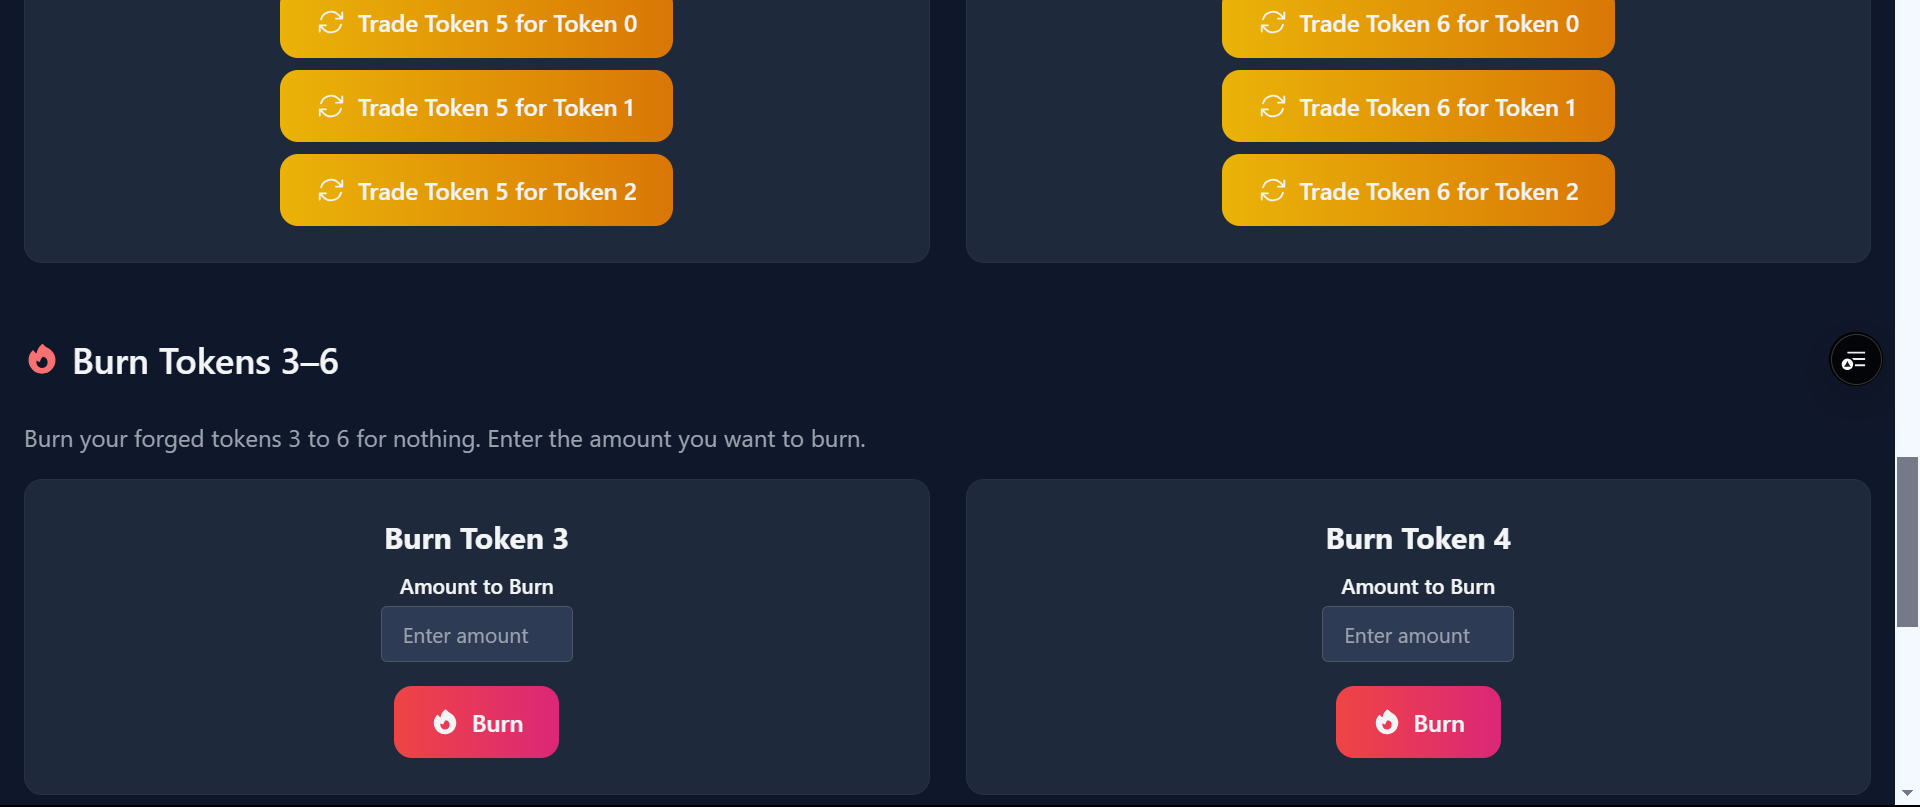 Trade Token 5 for Token 0
Trade Token 5 for Token 1
Trade Token 5 for Token 2
Trade Token 6 for Token 0
Trade Token 6 for Token 1
Trade Token 6 for Token 2
Burn Tokens 3–6
Burn your forged tokens 3 to 6 for nothing. Enter the amount you want to burn.
Burn Token 3
Amount to Burn
Enter amount
Burn
Burn Token 4
Amount to Burn
Enter amount
Burn